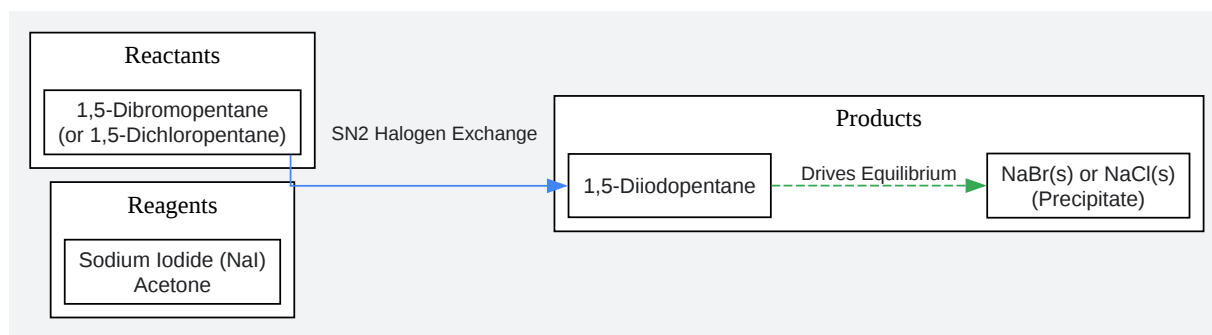 Reactants
1,5-Dibromopentane
(or 1,5-Dichloropentane)
SN2 Halogen Exchange
Products
1,5-Diiodopentane
Drives Equilibrium
NaBr(s) or NaCl(s)
(Precipitate)
Reagents
Sodium Iodide (NaI)
Acetone